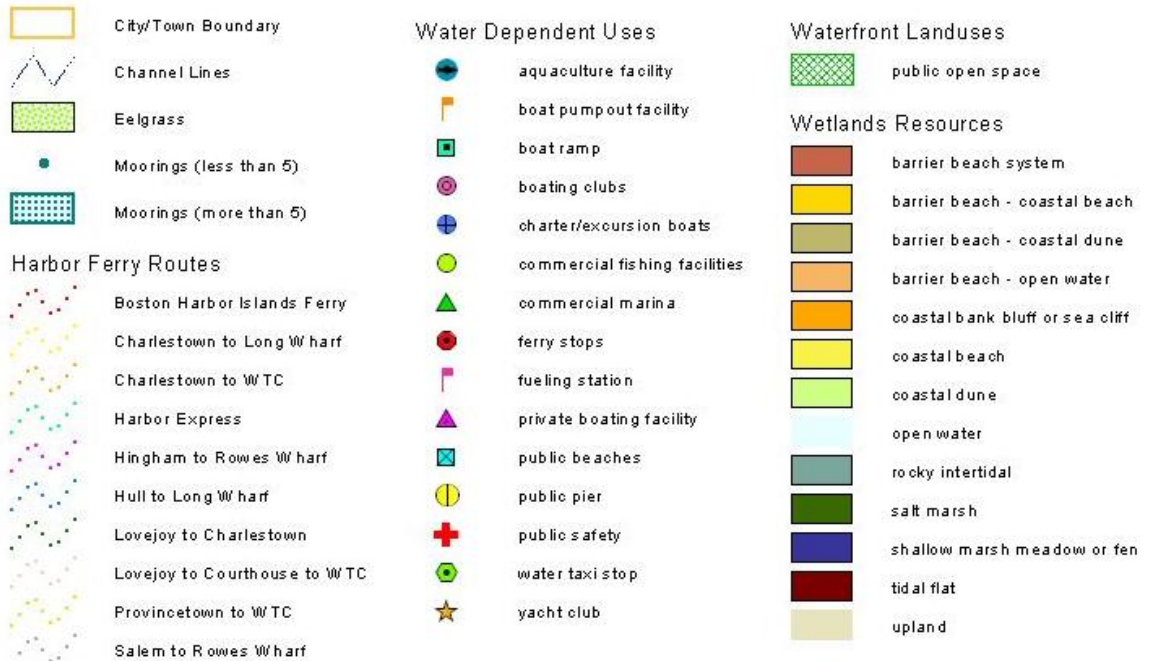 City/Town Boundary
Channel Lines
Eelgrass
Moorings (less than 5)
Moorings (more than 5)
Harbor Ferry Routes
Boston Harbor Islands Ferry
Charlestown to Long Wharf
Charlestown to WTC
Harbor Express
Hingham to Rowes Wharf
Hull to Long Wharf
Lovejoy to Charlestown
Lovejoy to Courthouse to WTC
Provincetown to WTC
Salem to Rowes Wharf
Water Dependent Uses
aquaculture facility
boat pumpout facility
boat ramp
boating clubs
charter/excursion boats
commercial fishing facilities
commercial marina
ferry stops
fueling station
private boating facility
public beaches
public pier
public safety
water taxi stop
yacht club
Waterfront Landuses
public open space
Wetlands Resources
barrier beach system
barrier beach - coastal beach
barrier beach - coastal dune
barrier beach - open water
coastal bank bluff or sea cliff
coastal beach
coastal dune
open water
rocky intertidal
salt marsh
shallow marsh meadow or fen
tidal flat
upland